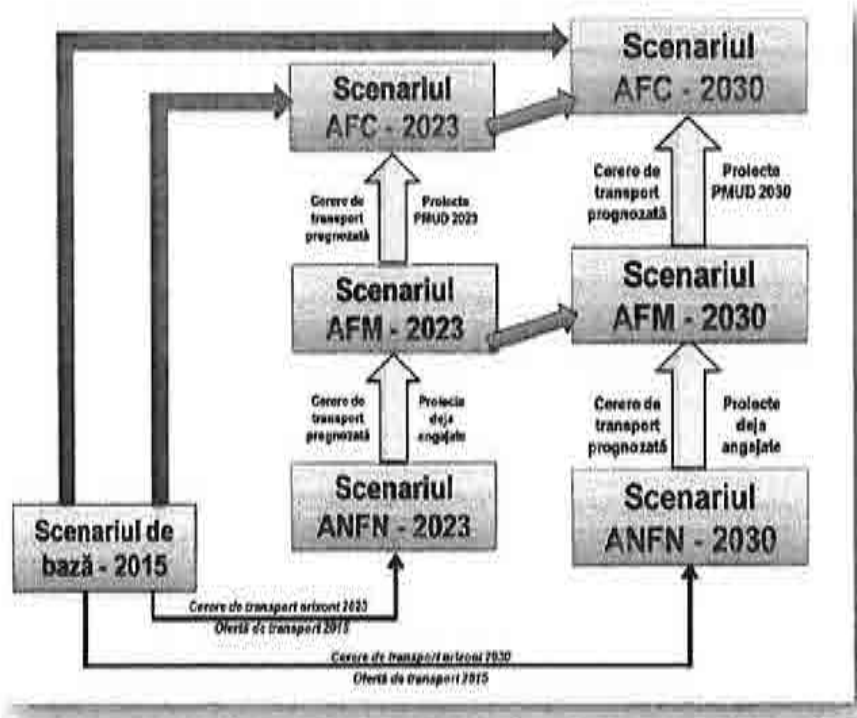 Scenariul
AFC - 2030
Scenariul
AFC - 2023
Cerere de
transport
prognozată
Proiecte
PMUD 2023
Cerere de
transport
prognozată
Proiecte
PMUD 2030
Scenariul
AFM - 2023
Scenariul
AFM - 2030
Cerere de
transport
prognozată
Proiecte
deja
angajate
Cerere de
transport
prognozată
Proiecte
deja
angajate
Scenariul
ANFN - 2023
Scenariul
ANFN - 2030
Scenariul de
bază - 2015
Cerere de transport orizont 2023
Ofertă de transport 2015
Cerere de transport orizont 2030
Ofertă de transport 2015